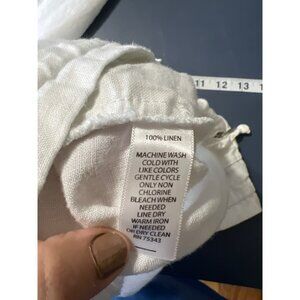 11 12 13 1
100% LINEN
MACHINE WASH
COLD WITH
LIKE COLORS
GENTLE CYCLE
ONLY NON
CHLORINE
BLEACH WHEN
NEEDED
LINE DRY
WARM IRON
IF NEEDED
OR DRY CLEAN
RN 75343